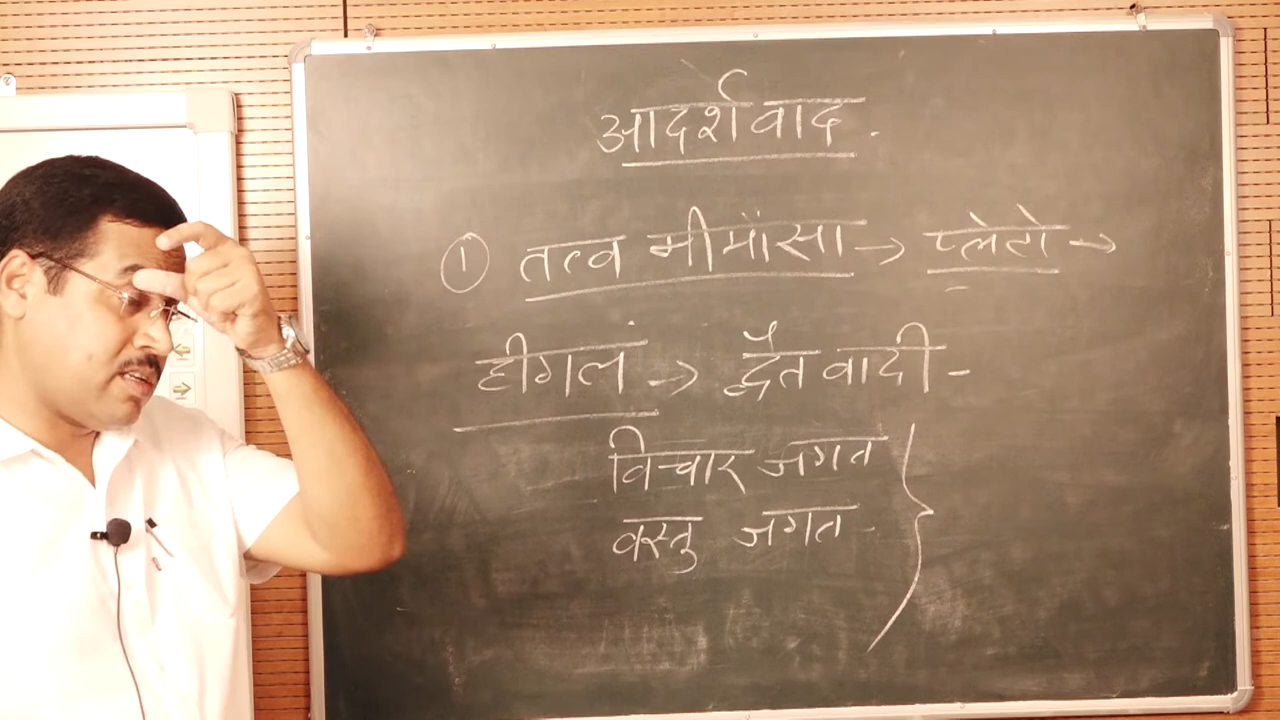 आदर्शवाद.
① तत्व मीमांसा → प्लेटो →
हीगल → द्वैतवादी -
विचार जगत
वस्तु जगत -